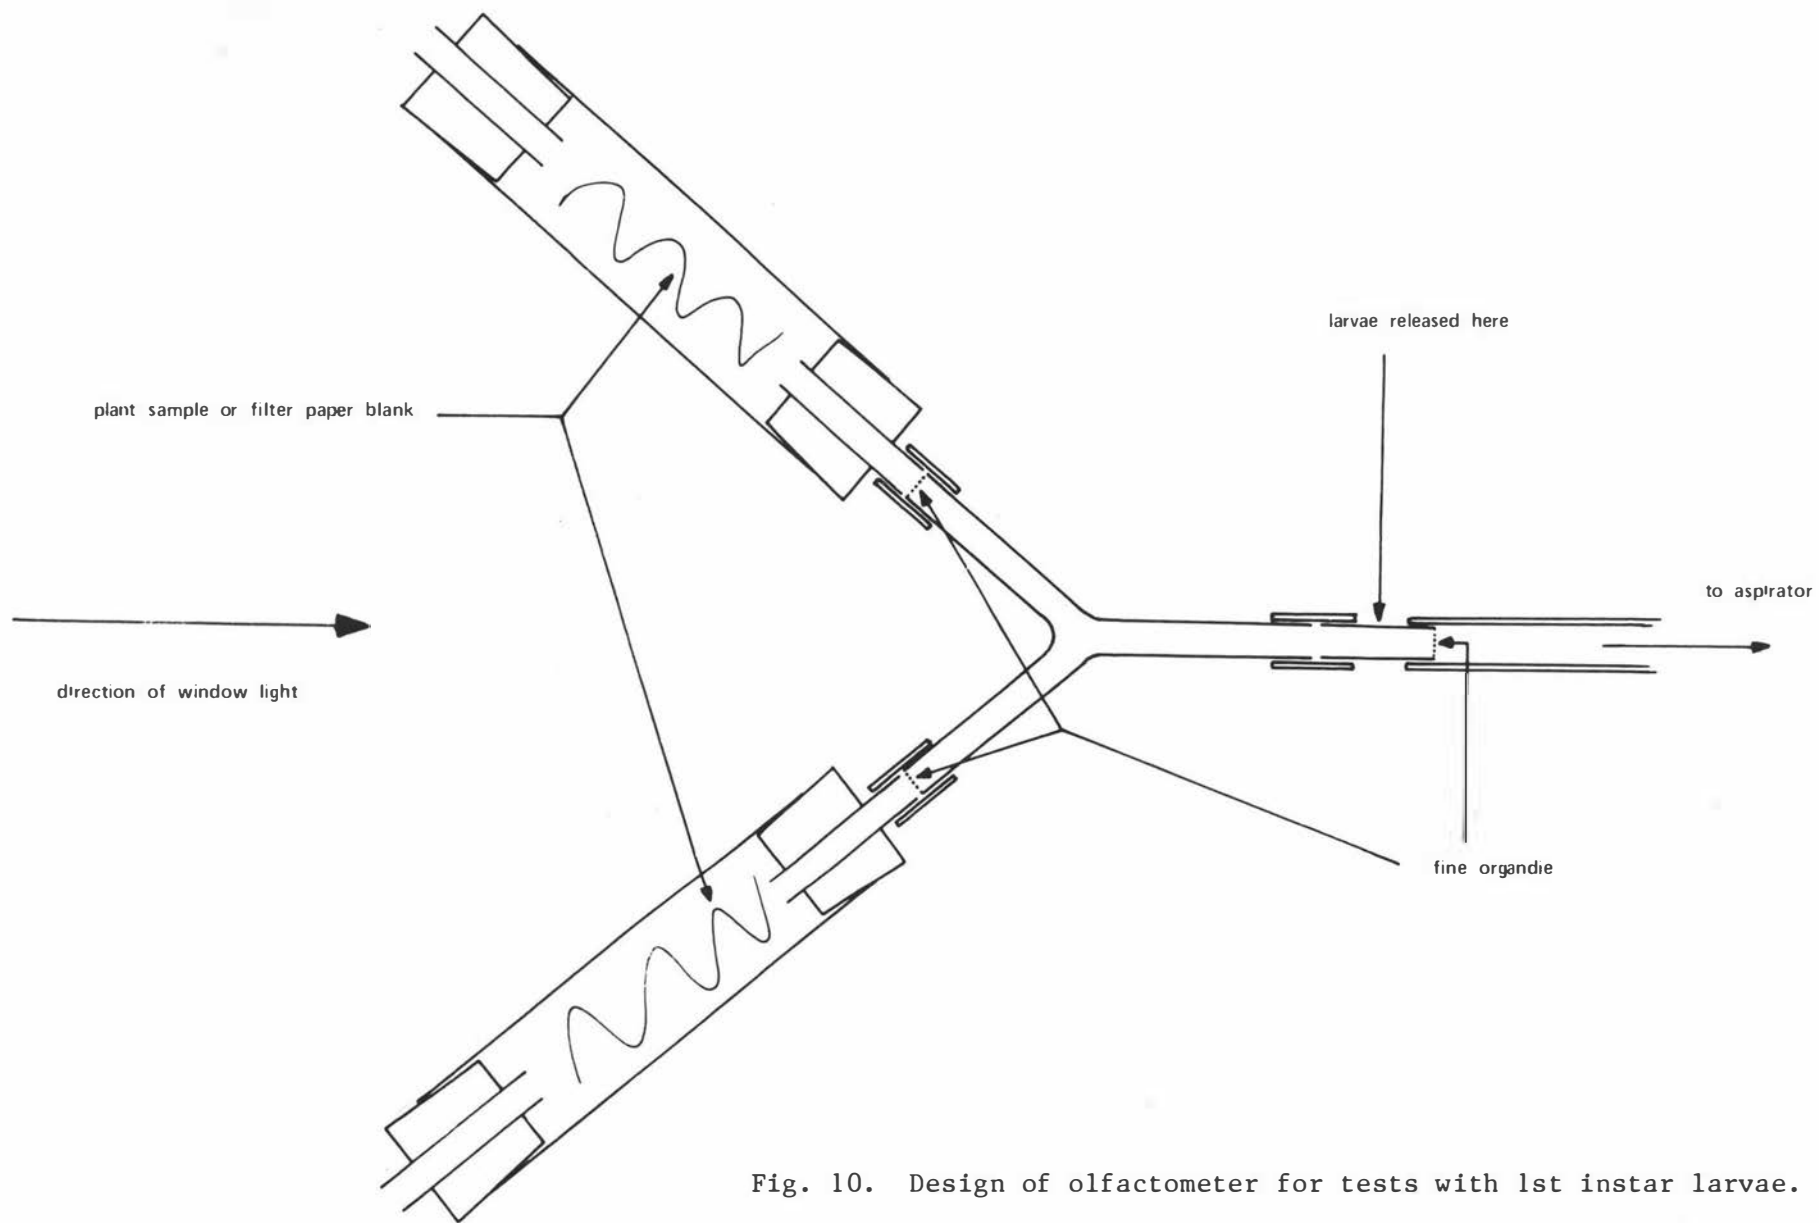 larvae released here
plant sample or filter paper blank
to aspirator
direction of window light
fine organdie
Fig. 10. Design of olfactometer for tests with 1st instar larvae.